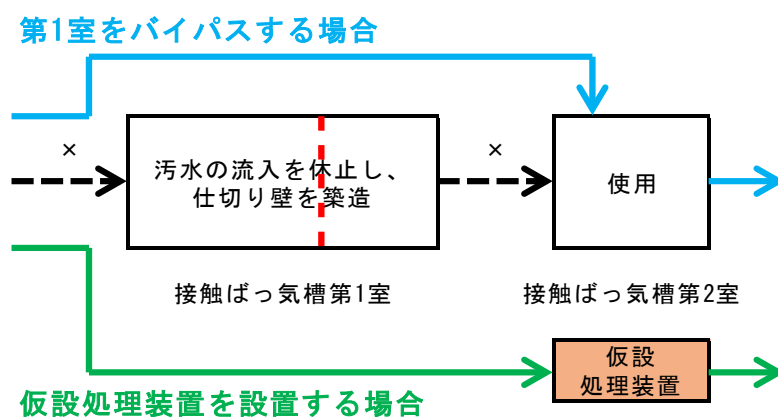 第1室をバイパスする場合
×
×
汚水の流入を休止し、
仕切り壁を築造
使用
接触ばっ気槽第1室
接触ばっ気槽第2室
仮設
処理装置
仮設処理装置を設置する場合